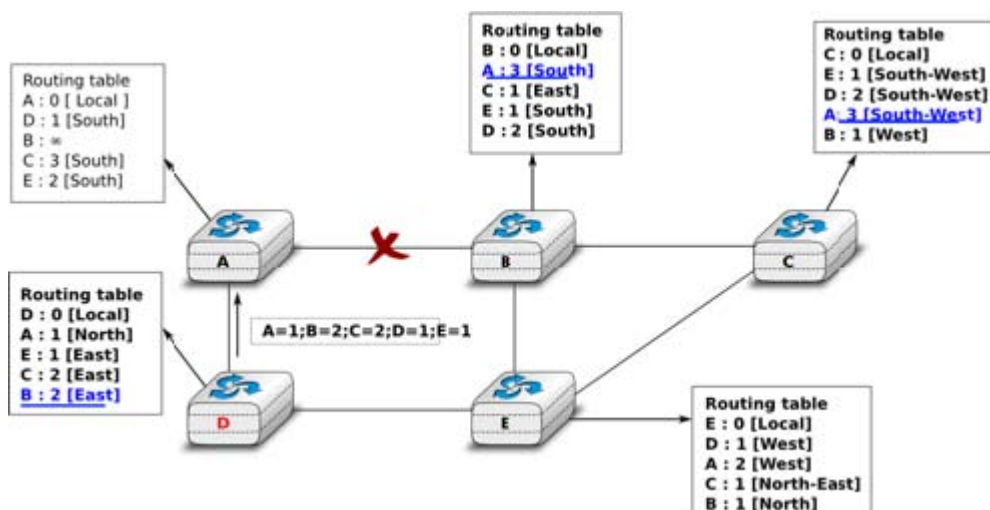 Routing table
A : 0 [ Local ]
D : 1 [South]
B : ∞
C : 3 [South]
E : 2 [South]
Routing table
B : 0 [Local]
A : 3 [South]
C : 1 [East]
E : 1 [South]
D : 2 [South]
Routing table
C : 0 [Local]
E : 1 [South-West]
D : 2 [South-West]
A: 3 [South-West]
B : 1 [West]
A
B
C
Routing table
D : 0 [Local]
A : 1 [North]
E : 1 [East]
C : 2 [East]
B : 2 [East]
A=1;B=2;C=2;D=1;E=1
D
E
Routing table
E : 0 [Local]
D : 1 [West]
A : 2 [West]
C : 1 [North-East]
B : 1 [North]